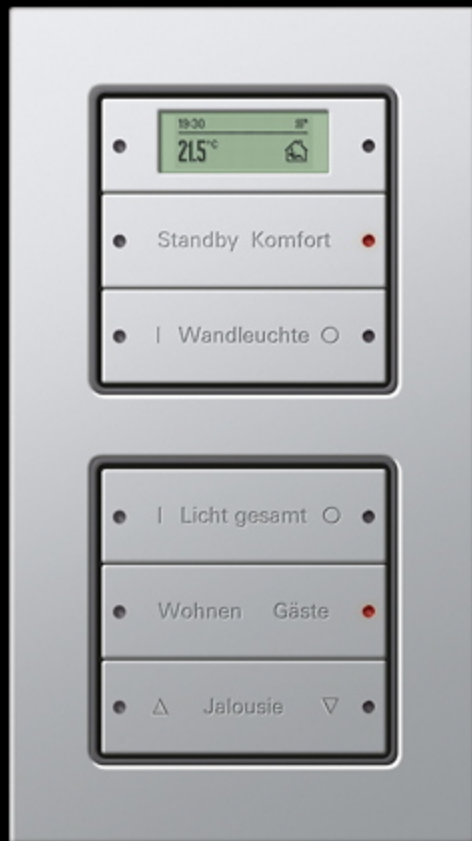 19:30
21.5°C
Standby Komfort
I Wandleuchte O
I Licht gesamt O
Wohnen Gäste
△ Jalousie ▽